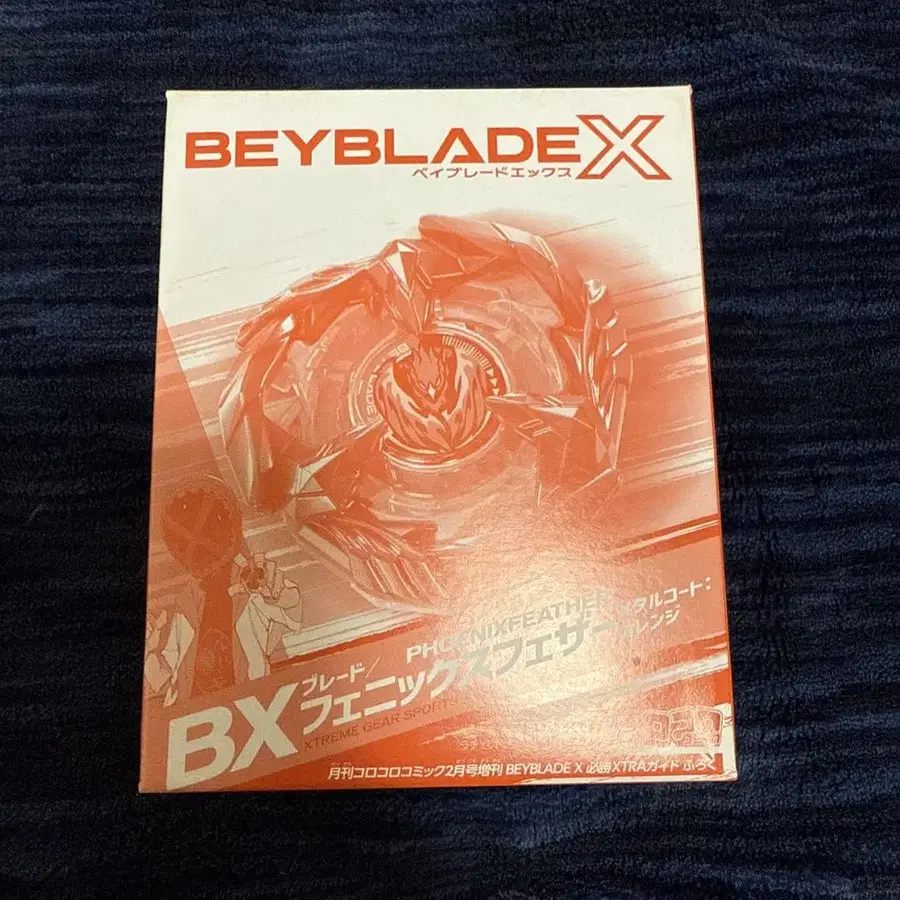 BEYBLADE X
ベイブレードエックス
PHOENIXFEATHER
メタルコート:
オレンジ
ブレード/
BX フェニックスフェザー
XTREME GEAR SPORTS
月刊コロコロコミック2月号増刊 BEYBLADE X 必勝XTRAガイド ふろく